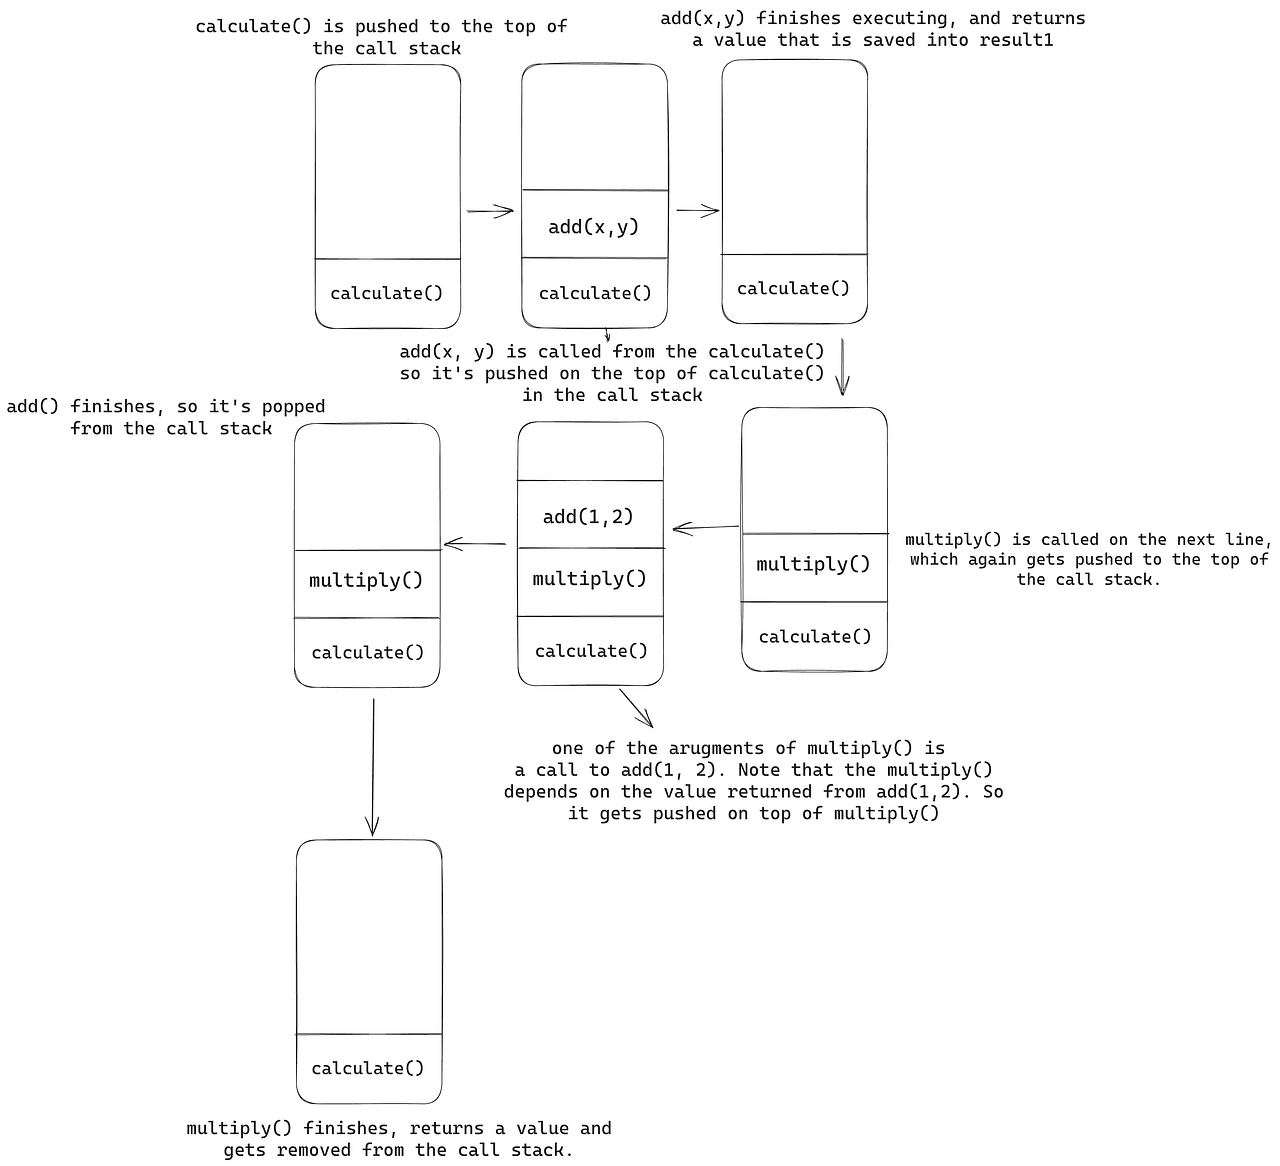 calculate() is pushed to the top of
the call stack
add(x,y) finishes executing, and returns
a value that is saved into result1
calculate()
add(x,y)
calculate()
calculate()
add(x, y) is called from the calculate()
so it's pushed on the top of calculate()
in the call stack
add() finishes, so it's popped
from the call stack
multiply()
calculate()
add(1,2)
multiply()
calculate()
multiply()
calculate()
multiply() is called on the next line,
which again gets pushed to the top of
the call stack.
one of the arugments of multiply() is
a call to add(1, 2). Note that the multiply()
depends on the value returned from add(1,2). So
it gets pushed on top of multiply()
calculate()
multiply() finishes, returns a value and
gets removed from the call stack.